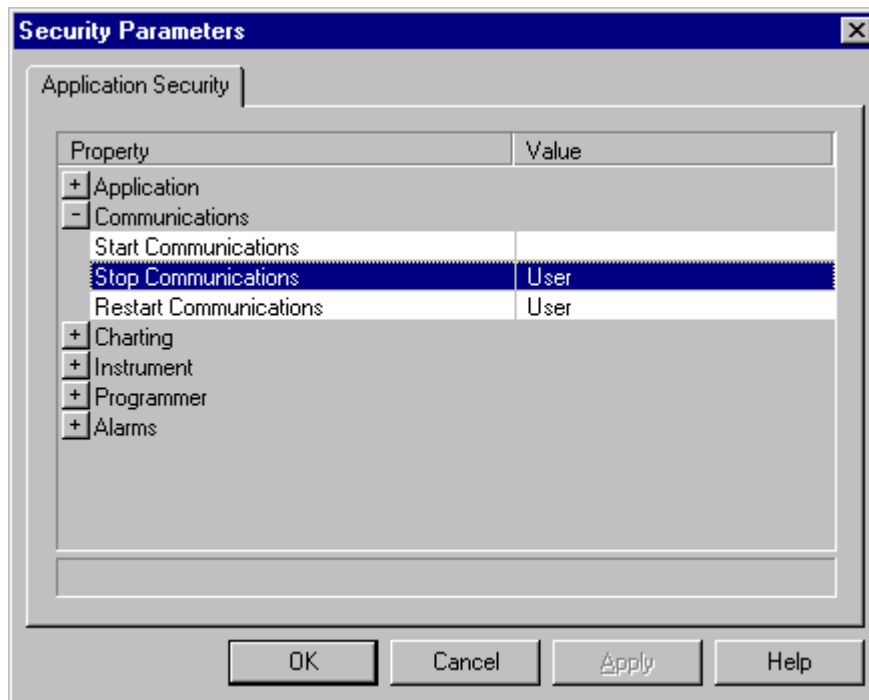 Security Parameters
Application Security
Property Value
Application
Communications
Start Communications
Stop Communications User
Restart Communications User
Charting
Instrument
Programmer
Alarms
OK Cancel Apply Help